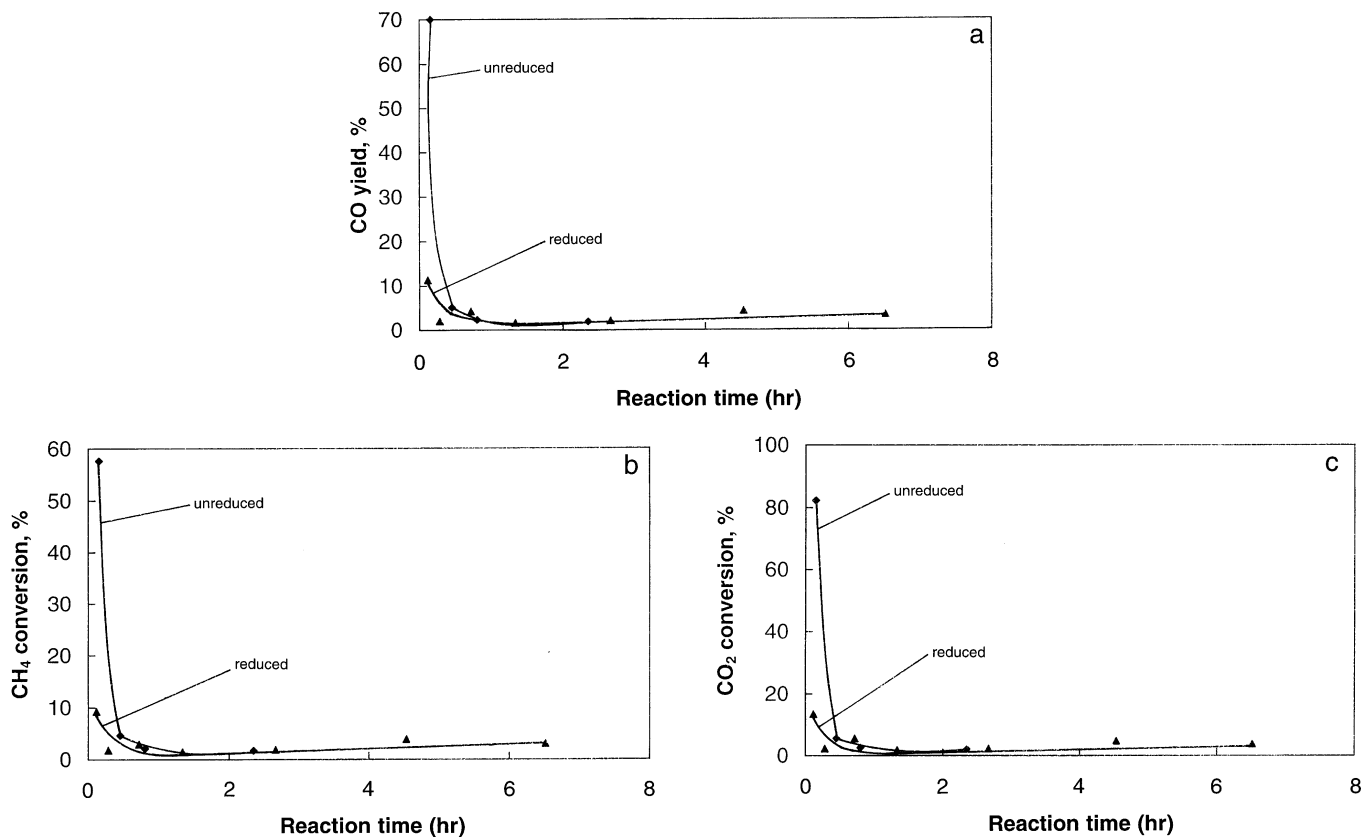 a
70
60
50
40
30
20
10
0
CO yield, %
unreduced
reduced
0 2 4 6 8
Reaction time (hr)
b
60
50
40
30
20
10
0
CH₄ conversion, %
unreduced
reduced
0 2 4 6 8
Reaction time (hr)
c
100
80
60
40
20
0
CO₂ conversion, %
unreduced
reduced
0 2 4 6 8
Reaction time (hr)